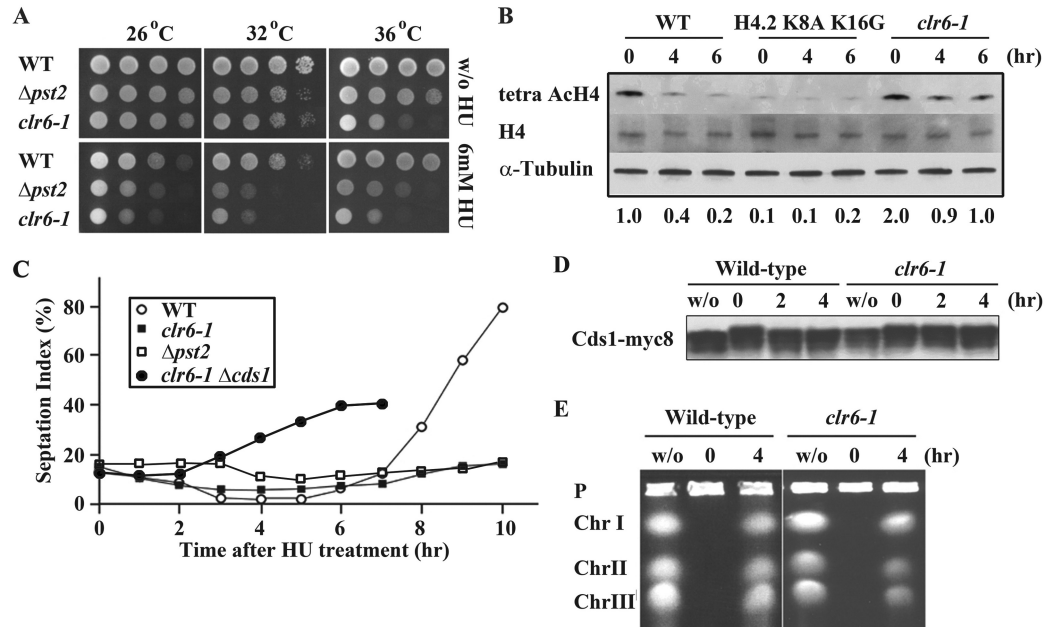 A
26 °C 32 °C 36 °C
WT
Δpst2
clr6-1
w/o HU
WT
Δpst2
clr6-1
6mM HU
B
WT H4.2 K8A K16G clr6-1
0 4 6 0 4 6 0 4 6 (hr)
tetra AcH4
H4
α-Tubulin
1.0 0.4 0.2 0.1 0.1 0.2 2.0 0.9 1.0
C
Septation Index (%)
80
60
40
20
0
WT
clr6-1
Δpst2
clr6-1 Δcds1
0 2 4 6 8 10
Time after HU treatment (hr)
D
Wild-type clr6-1
w/o 0 2 4 w/o 0 2 4 (hr)
Cds1-myc8
E
Wild-type clr6-1
w/o 0 4 w/o 0 4 (hr)
P
Chr I
ChrII
ChrIII